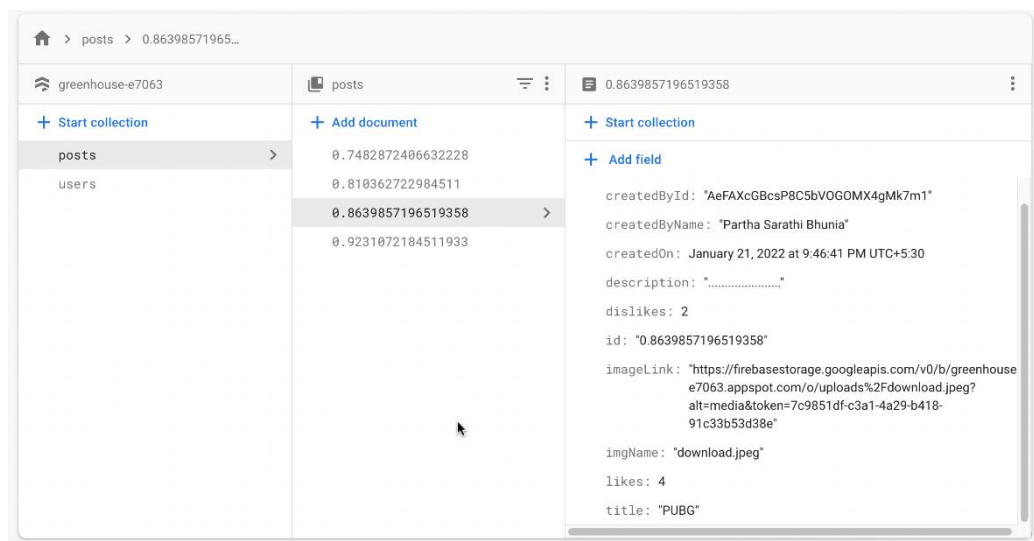 posts > 0.86398571965…
greenhouse-e7063
posts
0.8639857196519358
+ Start collection
+ Add document
+ Start collection
posts
users
0.7482872406632228
0.810362722984511
0.8639857196519358
0.9231072184511933
+ Add field
createdById: "AeFAXcGBcsP8C5bVOGOMX4gMk7m1"
createdByName: "Partha Sarathi Bhunia"
createdOn: January 21, 2022 at 9:46:41 PM UTC+5:30
description: "......................"
dislikes: 2
id: "0.8639857196519358"
imageLink: "https://firebasestorage.googleapis.com/v0/b/greenhouse
e7063.appspot.com/o/uploads%2Fdownload.jpeg?
alt=media&token=7c9851df-c3a1-4a29-b418-
91c33b53d38e"
imgName: "download.jpeg"
likes: 4
title: "PUBG"